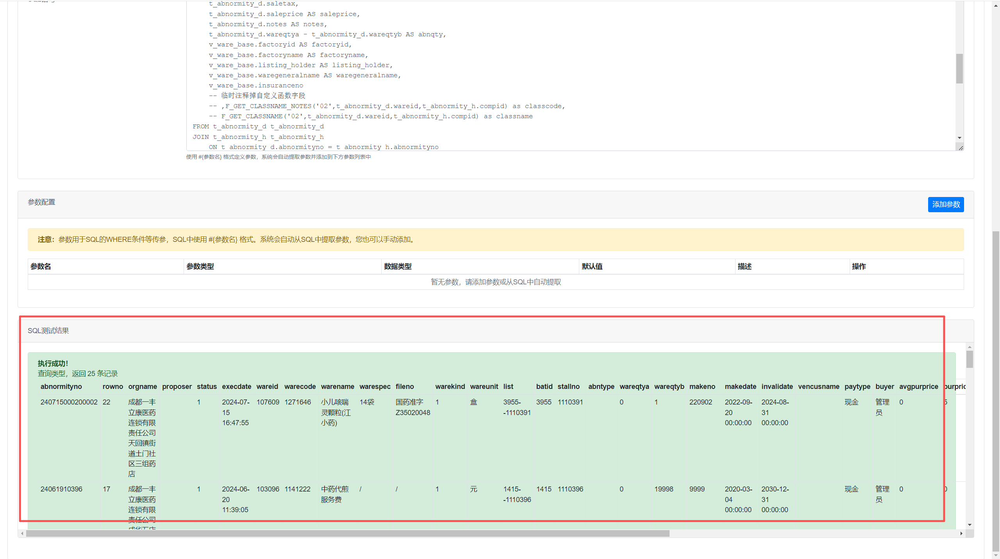 t_abnormity_d.saletax,
t_abnormity_d.saleprice AS saleprice,
t_abnormity_d.notes AS notes,
t_abnormity_d.wareqtya - t_abnormity_d.wareqtyb AS abnqty,
v_ware_base.factoryid AS factoryid,
v_ware_base.factoryname AS factoryname,
v_ware_base.listing_holder AS listing_holder,
v_ware_base.waregeneralname AS waregeneralname,
v_ware_base.insuranceno
-- 临时注释掉自定义函数字段
-- ,F_GET_CLASSNAME_NOTES('02',t_abnormity_d.wareid,t_abnormity_h.compid) as classcode,
-- F_GET_CLASSNAME('02',t_abnormity_d.wareid,t_abnormity_h.compid) as classname
FROM t_abnormity_d t_abnormity_d
JOIN t_abnormity_h t_abnormity_h
ON t_abnormity_d.abnormityno = t_abnormity_h.abnormityno
使用 #{参数名} 格式定义参数，系统会自动提取参数并添加到下方参数列表中
参数配置 添加参数
注意：参数用于SQL的WHERE条件等传参，SQL中使用 #{参数名} 格式。系统会自动从SQL中提取参数，您也可以手动添加。
参数名 参数类型 数据类型 默认值 描述 操作
暂无参数，请添加参数或从SQL中自动提取
SQL测试结果
执行成功！
查询类型，返回 25 条记录
abnormityno rowno orgname proposer status execdate wareid warecode warename warespec fileno warekind wareunit list batid stallno abntype wareqtya wareqtyb makeno makedate invalidate vencusname paytype buyer avgpurprice
240715000200002 22 成都一丰 1 2024-07- 107609 1271646 小儿咳喘 14袋 国药准字 1 盒 3955- 3955 1110391 0 1 220902 2022-09- 2024-08- 现金 管理 0 5
立康医药 15 灵颗粒(江 Z35020048 -1110391 20 31 员
连锁有限 16:47:55 小药) 00:00:00 00:00:00
责任公司
天回镇街
道土门社
区三组药
店
24061910396 17 成都一丰 1 2024-06- 103096 1141222 中药代煎 / / 1 元 1415- 1415 1110396 0 19998 9999 2020-03- 2030-12- 现金 管理 0 0
立康医药 20 服务费 -1110396 04 31 员
连锁有限 11:39:05 00:00:00 00:00:00
责任公司